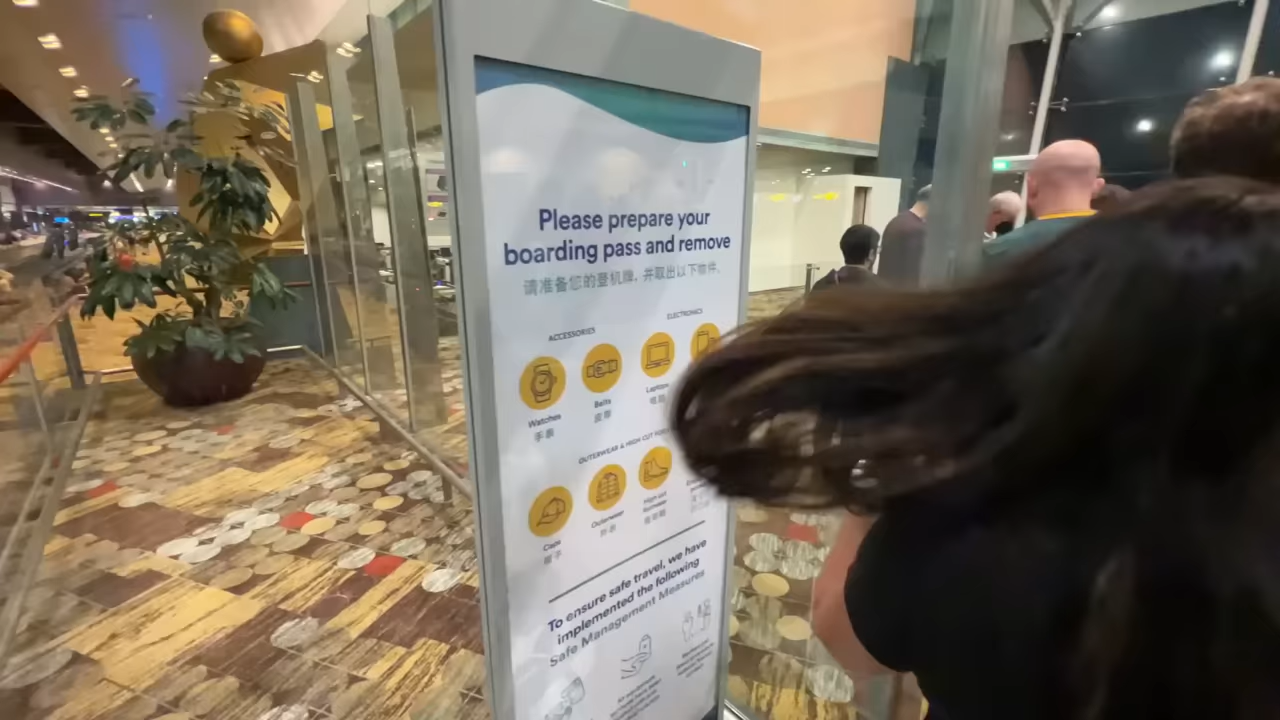 Please prepare your
boarding pass and remove
请准备您的登机牌，并取出以下物件。
ACCESSORIES
ELECTRONICS
Watches
手表
Belts
皮带
Laptops
电脑
OUTERWEAR & HIGH CUT
Caps
帽子
Outerwear
外套
High cut
footwear
To ensure safe travel, we have
implemented the following
Safe Management Measures